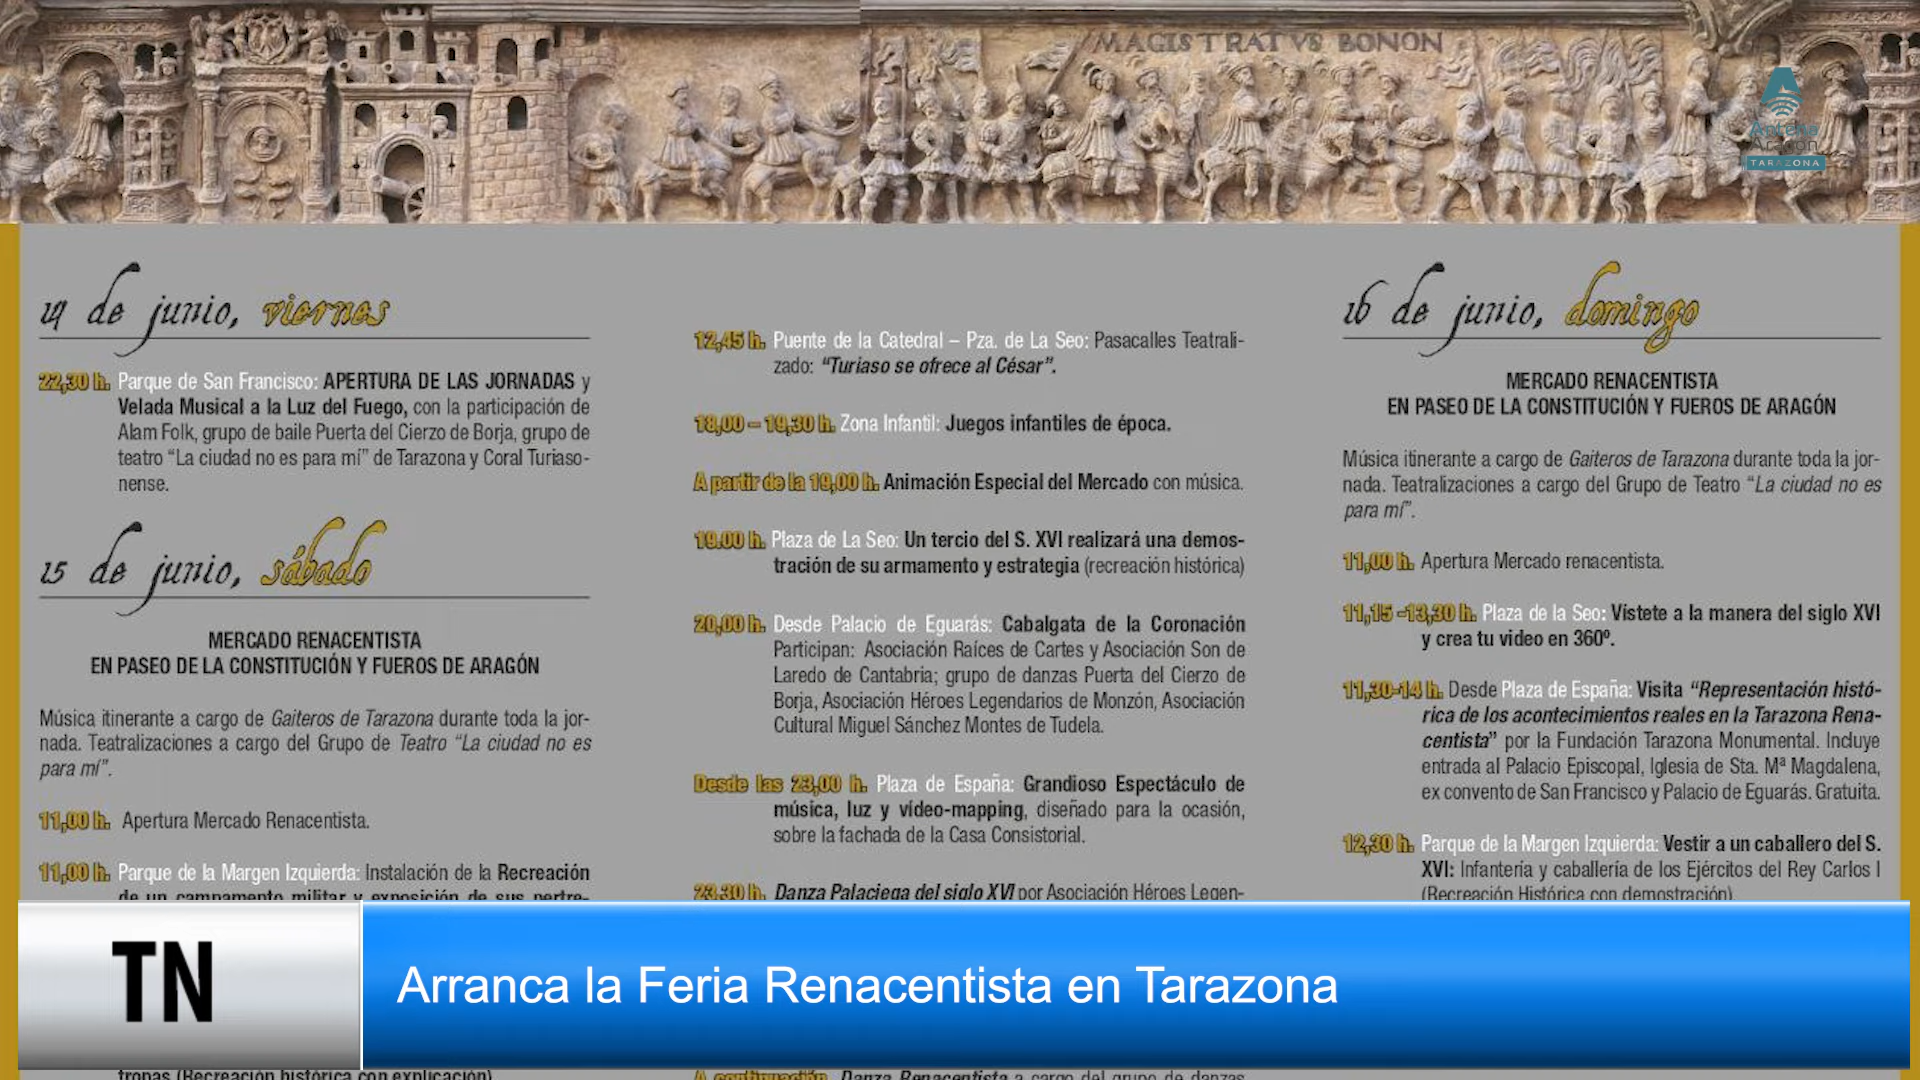 MAGISTRATVS BONON
Antena
Aragón
TARAZONA
14 de junio, viernes
22,30 h. Parque de San Francisco: APERTURA DE LAS JORNADAS y
Velada Musical a la Luz del Fuego, con la participación de
Alam Folk, grupo de baile Puerta del Cierzo de Borja, grupo de
teatro “La ciudad no es para mí” de Tarazona y Coral Turiaso-
nense.
15 de junio, sábado
MERCADO RENACENTISTA
EN PASEO DE LA CONSTITUCIÓN Y FUEROS DE ARAGÓN
Música itinerante a cargo de Gaiteros de Tarazona durante toda la jor-
nada. Teatralizaciones a cargo del Grupo de Teatro “La ciudad no es
para mí”.
11,00 h. Apertura Mercado Renacentista.
11,00 h. Parque de la Margen Izquierda: Instalación de la Recreación
de un campamento militar y exposición de sus pertre-
tropas (Recreación histórica con explicación)
12,45 h. Puente de la Catedral – Pza. de La Seo: Pasacalles Teatrali-
zado: “Turiaso se ofrece al César”.
18,00 – 19,30 h. Zona Infantil: Juegos infantiles de época.
A partir de la 19,00 h. Animación Especial del Mercado con música.
19.00 h. Plaza de La Seo: Un tercio del S. XVI realizará una demos-
tración de su armamento y estrategia (recreación histórica)
20,00 h. Desde Palacio de Eguarás: Cabalgata de la Coronación
Participan: Asociación Raíces de Cartes y Asociación Son de
Laredo de Cantabria; grupo de danzas Puerta del Cierzo de
Borja, Asociación Héroes Legendarios de Monzón, Asociación
Cultural Miguel Sánchez Montes de Tudela.
Desde las 23,00 h. Plaza de España: Grandioso Espectáculo de
música, luz y vídeo-mapping, diseñado para la ocasión,
sobre la fachada de la Casa Consistorial.
23.30 h. Danza Palaciega del siglo XVI por Asociación Héroes Legen-
A continuación, Danza Renacentista a cargo del grupo de danzas
16 de junio, domingo
MERCADO RENACENTISTA
EN PASEO DE LA CONSTITUCIÓN Y FUEROS DE ARAGÓN
Música itinerante a cargo de Gaiteros de Tarazona durante toda la jor-
nada. Teatralizaciones a cargo del Grupo de Teatro “La ciudad no es
para mí”.
11,00 h. Apertura Mercado renacentista.
11,15 -13,30 h. Plaza de la Seo: Vístete a la manera del siglo XVI
y crea tu video en 360º.
11,30-14 h. Desde Plaza de España: Visita “Representación histó-
rica de los acontecimientos reales en la Tarazona Rena-
centista” por la Fundación Tarazona Monumental. Incluye
entrada al Palacio Episcopal, Iglesia de Sta. Mª Magdalena,
ex convento de San Francisco y Palacio de Eguarás. Gratuita.
12,30 h. Parque de la Margen Izquierda: Vestir a un caballero del S.
XVI: Infantería y caballería de los Ejércitos del Rey Carlos I
(Recreación Histórica con demostración).
TN
Arranca la Feria Renacentista en Tarazona